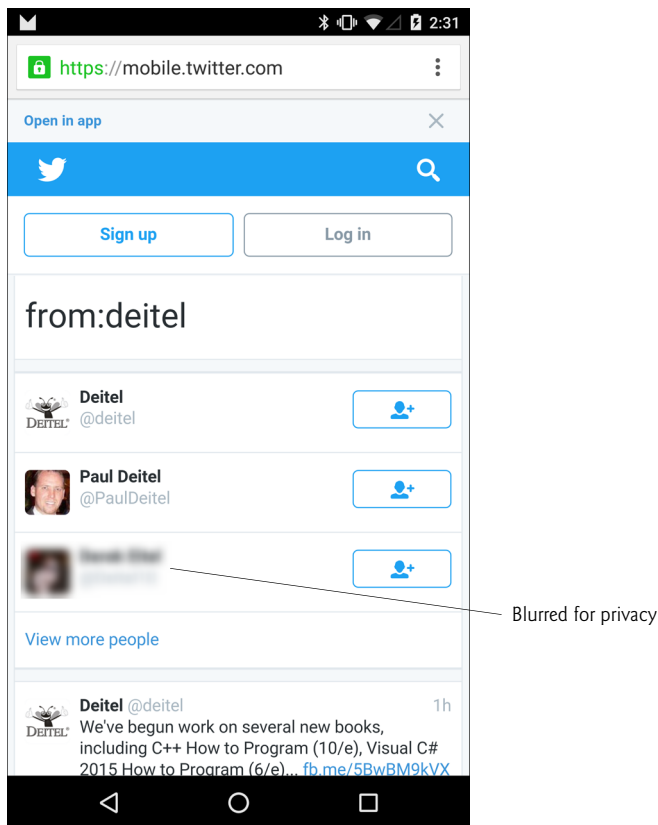 2:31
https://mobile.twitter.com
Open in app
Sign up
Log in
from:deitel
Deitel
DEITEL®
@deitel
Paul Deitel
@PaulDeitel
Blurred for privacy
View more people
Deitel @deitel 1h
DEITEL®
We've begun work on several new books,
including C++ How to Program (10/e), Visual C#
2015 How to Program (6/e)... fb.me/5BwBM9kVX